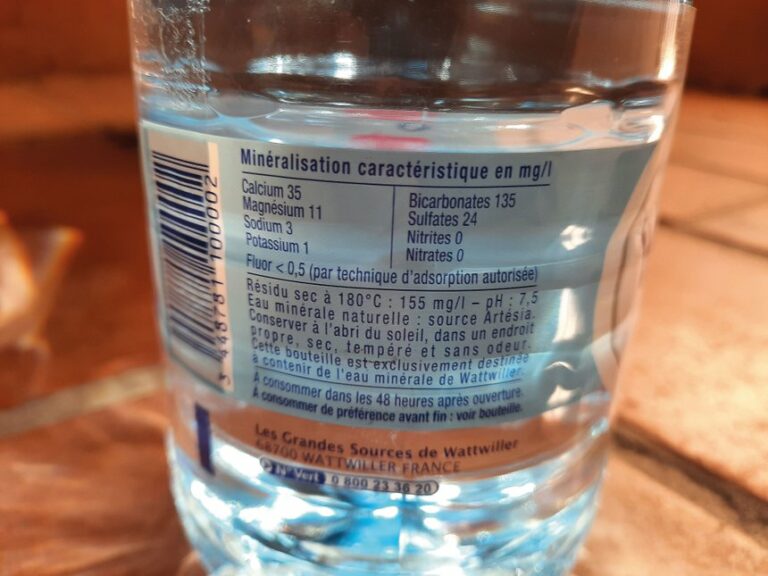 Minéralisation caractéristique en mg/l
Calcium 35
Magnésium 11
Sodium 3
Potassium 1
Bicarbonates 135
Sulfates 24
Nitrites 0
Nitrates 0
Fluor < 0,5 (par technique d'adsorption autorisée)
Résidu sec à 180°C : 155 mg/l – pH : 7,5
Eau minérale naturelle : source Artésia.
Conserver à l'abri du soleil, dans un endroit
propre, sec, tempéré et sans odeur.
Cette bouteille est exclusivement destinée
à contenir de l'eau minérale de Wattwiller.
A consommer dans les 48 heures après ouverture.
A consommer de préférence avant fin : voir bouteille.
Les Grandes Sources de Wattwiller
68700 WATTWILLER FRANCE
N° Vert 0 800 23 36 20
3 448781 100002